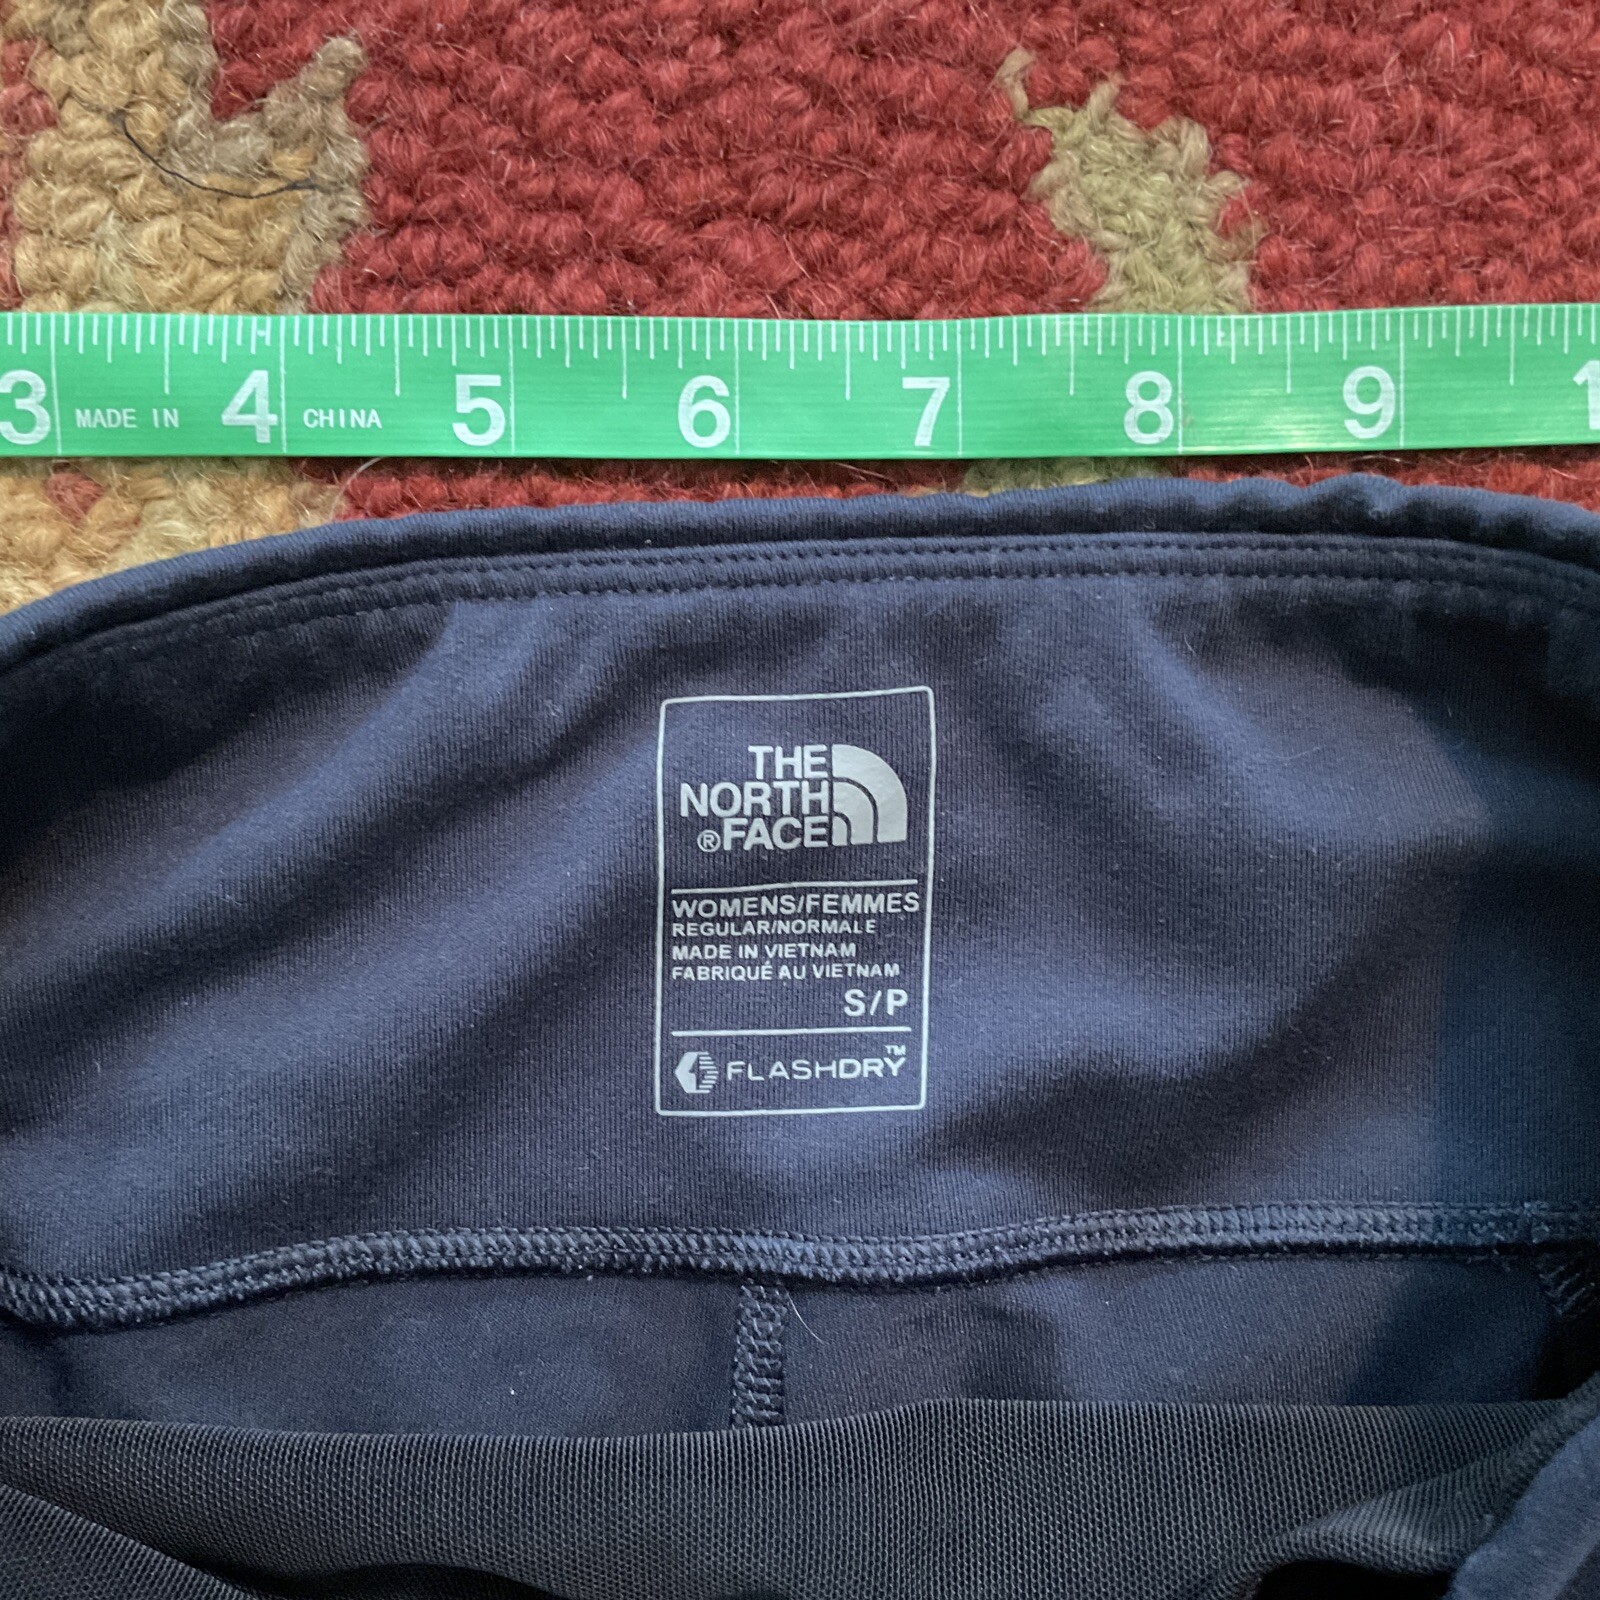 3 MADE IN 4 CHINA 5 6 7 8 9 1
THE
NORTH
®FACE
WOMENS/FEMMES
REGULAR/NORMALE
MADE IN VIETNAM
FABRIQUÉ AU VIETNAM
S/P
FLASHDRY™